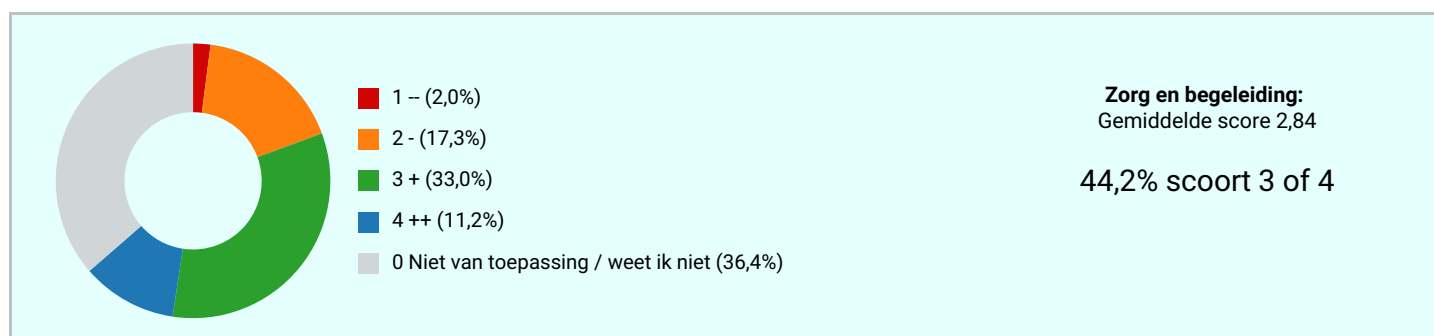 1 -- (2,0%)
2 - (17,3%)
3 + (33,0%)
4 ++ (11,2%)
0 Niet van toepassing / weet ik niet (36,4%)
Zorg en begeleiding:
Gemiddelde score 2,84
44,2% scoort 3 of 4